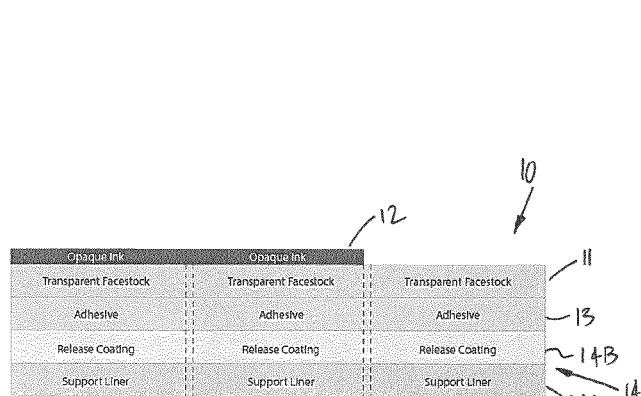 10
12
Opaque Ink Opaque Ink
Transparent Facestock Transparent Facestock Transparent Facestock 11
Adhesive Adhesive Adhesive 13
Release Coating Release Coating Release Coating 14B
Support Liner Support Liner Support Liner 14